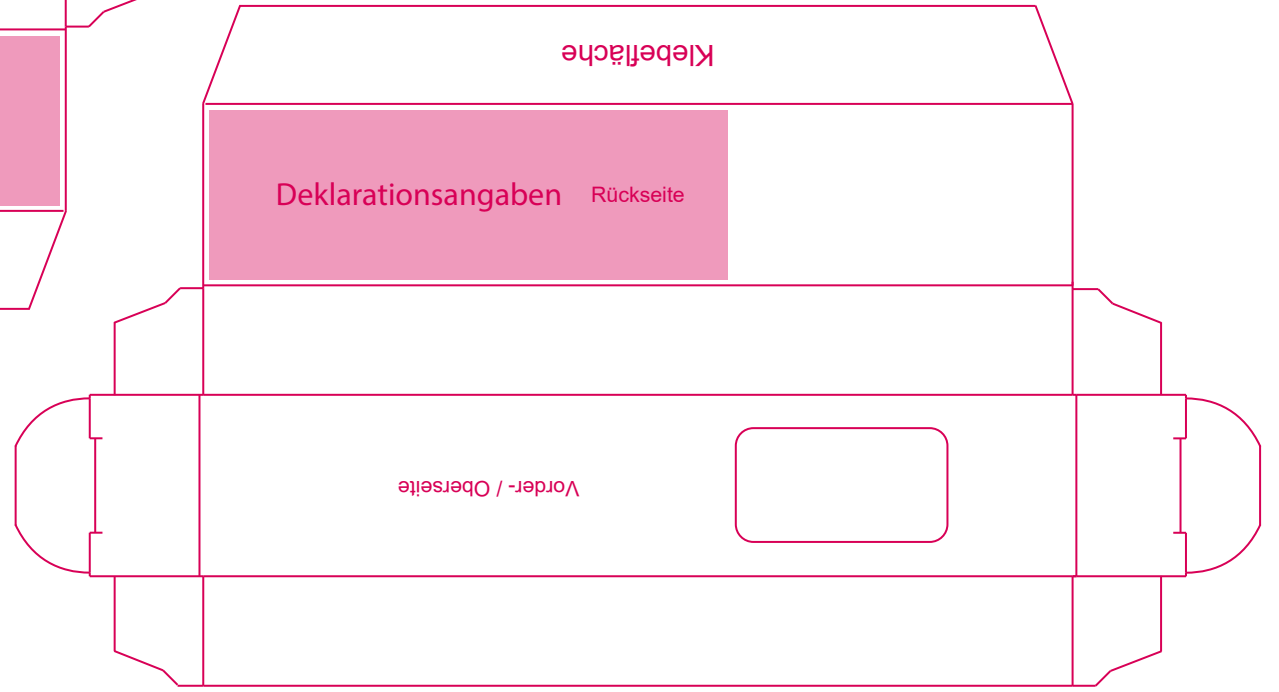 Klebefläche
Deklarationsangaben Rückseite
Vorder- / Oberseite